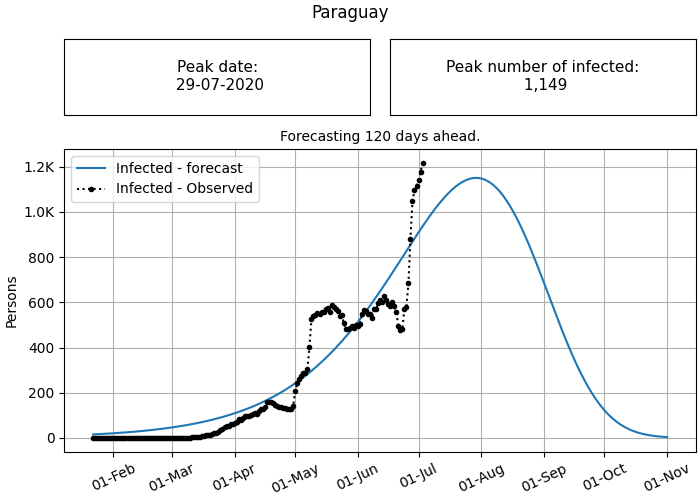 Paraguay
Peak date:
29-07-2020
Peak number of infected:
1,149
Forecasting 120 days ahead.
Infected - forecast
Infected - Observed
Persons
1.2K
1.0K
800
600
400
200
0
01-Feb
01-Mar
01-Apr
01-May
01-Jun
01-Jul
01-Aug
01-Sep
01-Oct
01-Nov